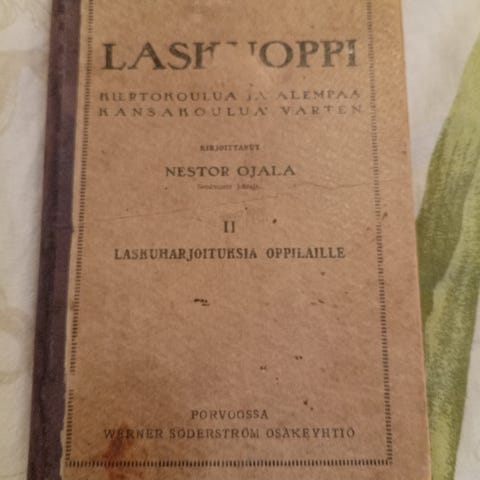 LASKUOPPI
KIERTOKOULUA JA ALEMPAA
KANSAKOULUA VARTEN
KIRJOITTANUT
NESTOR OJALA
II
LASKUHARJOITUKSIA OPPILAILLE
PORVOOSSA
WERNER SÖDERSTRÖM OSAKEYHTIÖ